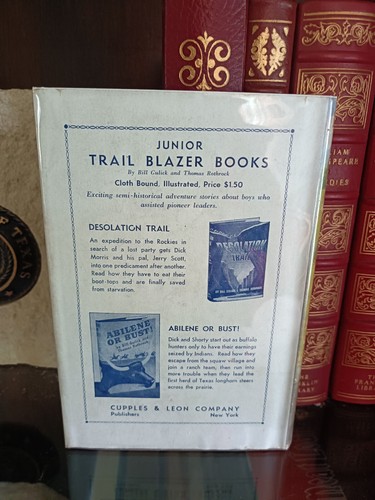 JUNIOR
TRAIL BLAZER BOOKS
By Bill Gulick and Thomas Rothrock
Cloth Bound, Illustrated, Price $1.50
Exciting semi-historical adventure stories about boys who
assisted pioneer leaders.
DESOLATION TRAIL
An expedition to the Rockies in
search of a lost party gets Dick
Morris and his pal, Jerry Scott,
into one predicament after another.
Read how they have to eat their
boot-tops and are finally saved
from starvation.
DESOLATION
TRAIL
ABILENE
OR BUST!
ABILENE OR BUST!
Dick and Shorty start out as buffalo
hunters only to have their earnings
seized by Indians. Read how they
escape from the squaw village and
join a ranch team, then run into
more trouble when they lead the
first herd of Texas longhorn steers
across the prairie.
CUPPLES & LEON COMPANY
Publishers New York